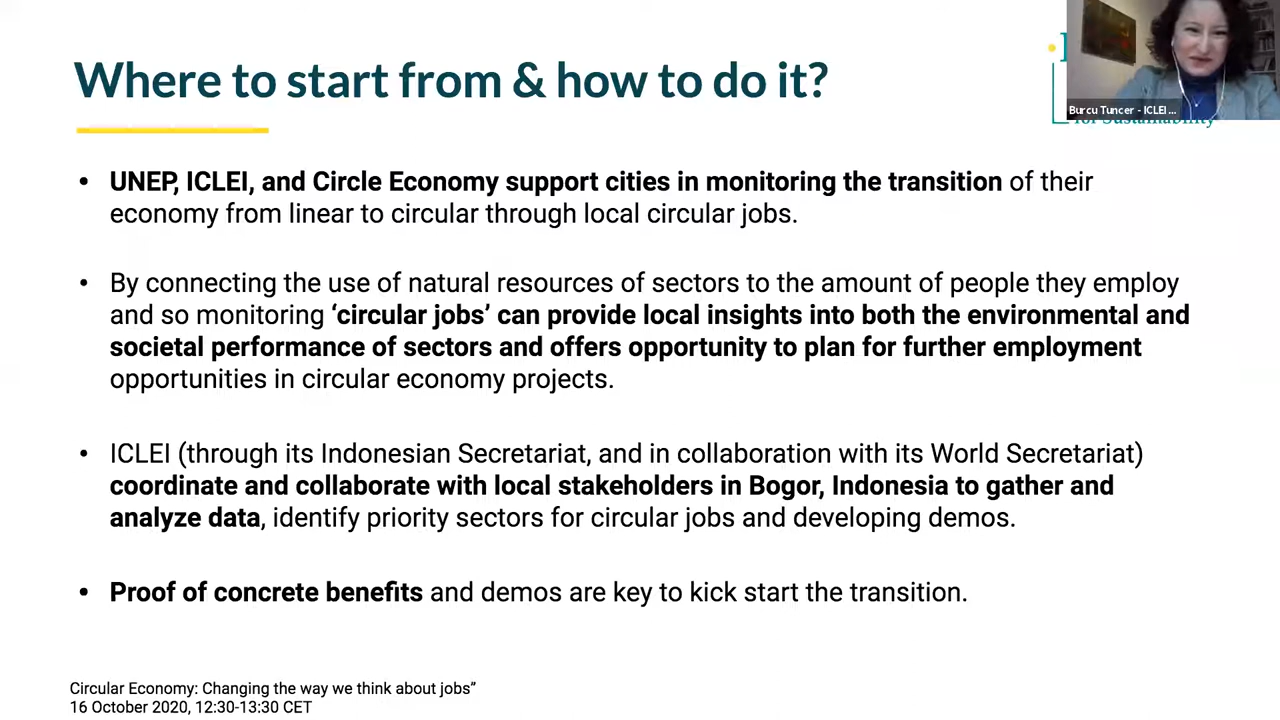 Where to start from & how to do it?
Burcu Tuncer - ICLEI ...
for Sustainability
• UNEP, ICLEI, and Circle Economy support cities in monitoring the transition of their
economy from linear to circular through local circular jobs.
• By connecting the use of natural resources of sectors to the amount of people they employ
and so monitoring ‘circular jobs’ can provide local insights into both the environmental and
societal performance of sectors and offers opportunity to plan for further employment
opportunities in circular economy projects.
• ICLEI (through its Indonesian Secretariat, and in collaboration with its World Secretariat)
coordinate and collaborate with local stakeholders in Bogor, Indonesia to gather and
analyze data, identify priority sectors for circular jobs and developing demos.
• Proof of concrete benefits and demos are key to kick start the transition.
Circular Economy: Changing the way we think about jobs”
16 October 2020, 12:30-13:30 CET